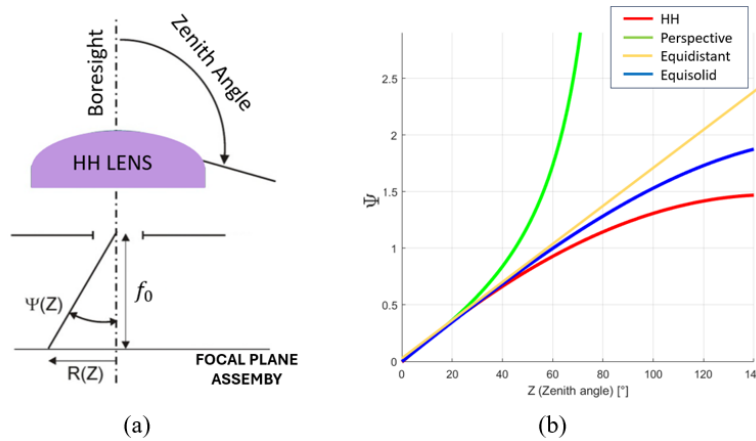 Boresight
Zenith Angle
HH LENS
Ψ(Z)
f₀
R(Z)
FOCAL PLANE
ASSEMBY
(a)
HH
Perspective
Equidistant
Equisolid
2.5
2
1.5
1
0.5
0
Ψ
0 20 40 60 80 100 120 140
Z (Zenith angle) [°]
(b)